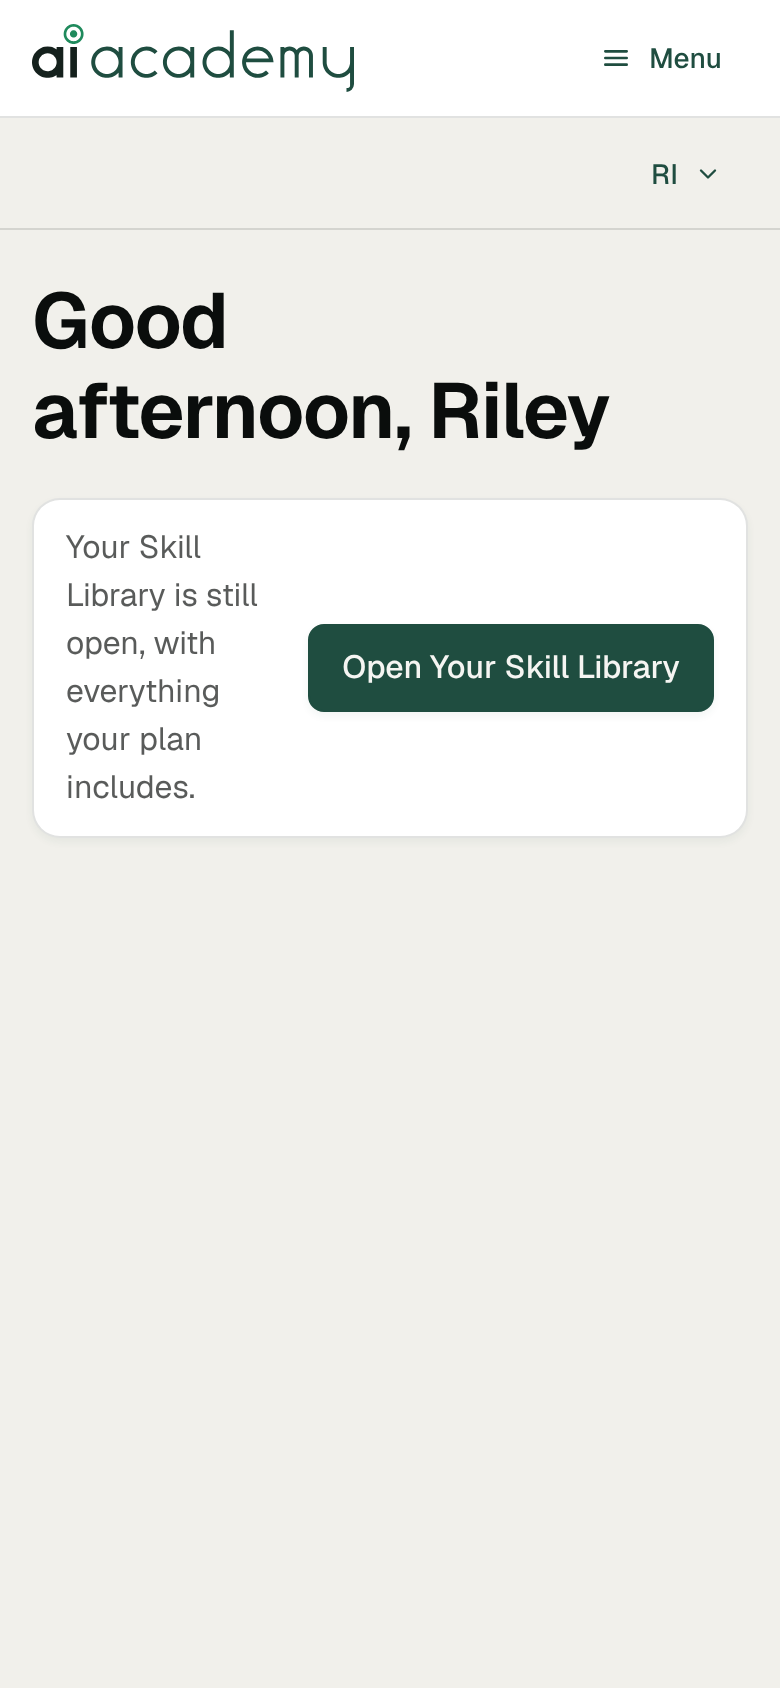 ai academy
Menu
RI
Good
afternoon, Riley
Your Skill
Library is still
open, with
everything
your plan
includes.
Open Your Skill Library